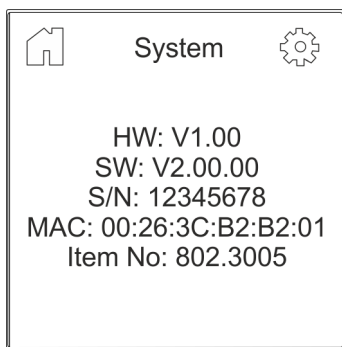 System
HW: V1.00
SW: V2.00.00
S/N: 12345678
MAC: 00:26:3C:B2:B2:01
Item No: 802.3005